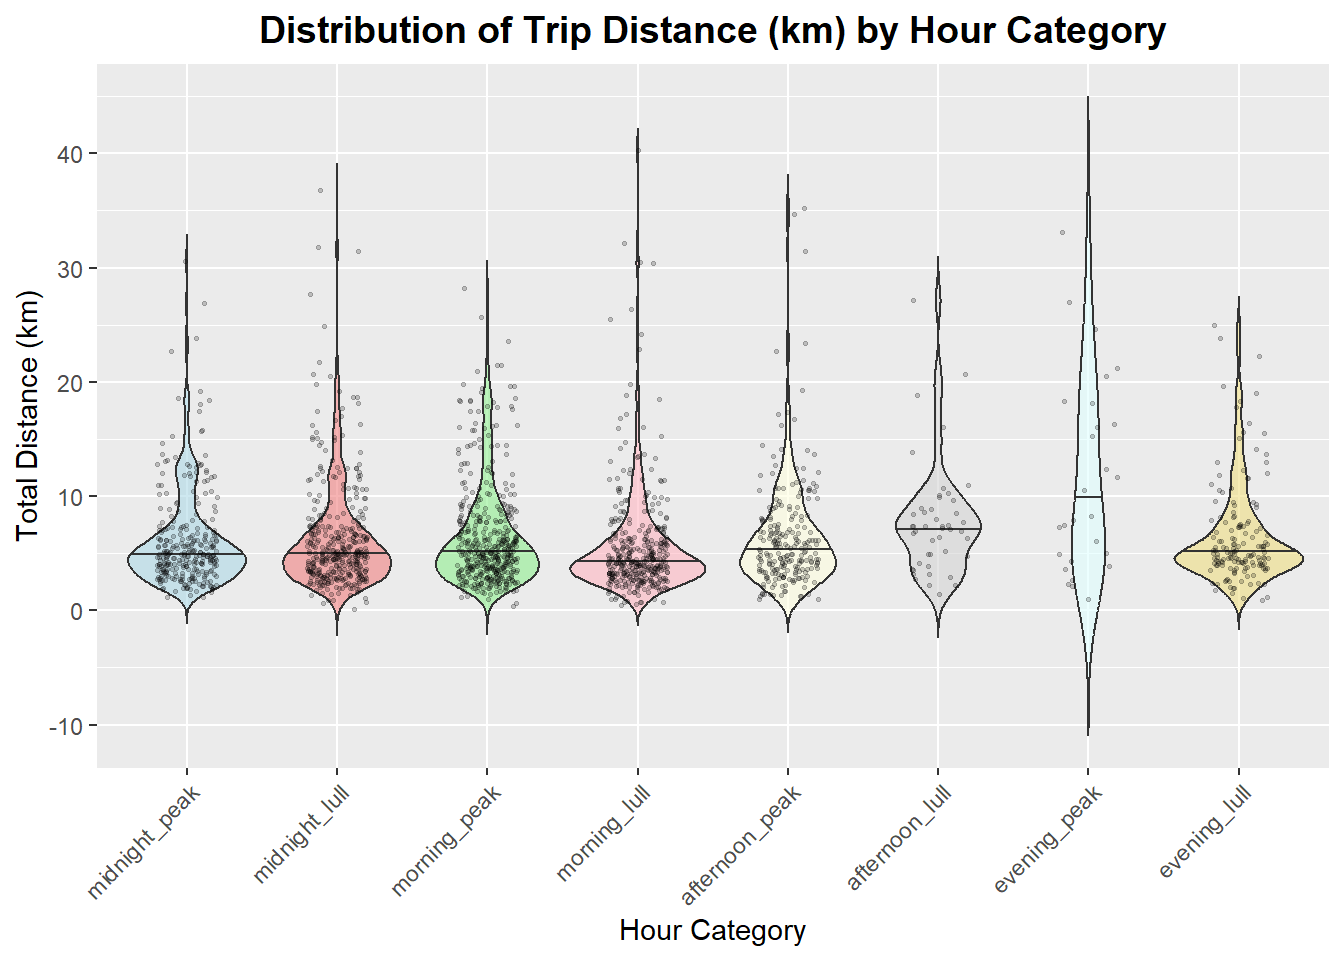 Distribution of Trip Distance (km) by Hour Category
Total Distance (km)
40
30
20
10
0
-10
midnight_peak
midnight_lull
morning_peak
morning_lull
afternoon_peak
afternoon_lull
evening_peak
evening_lull
Hour Category